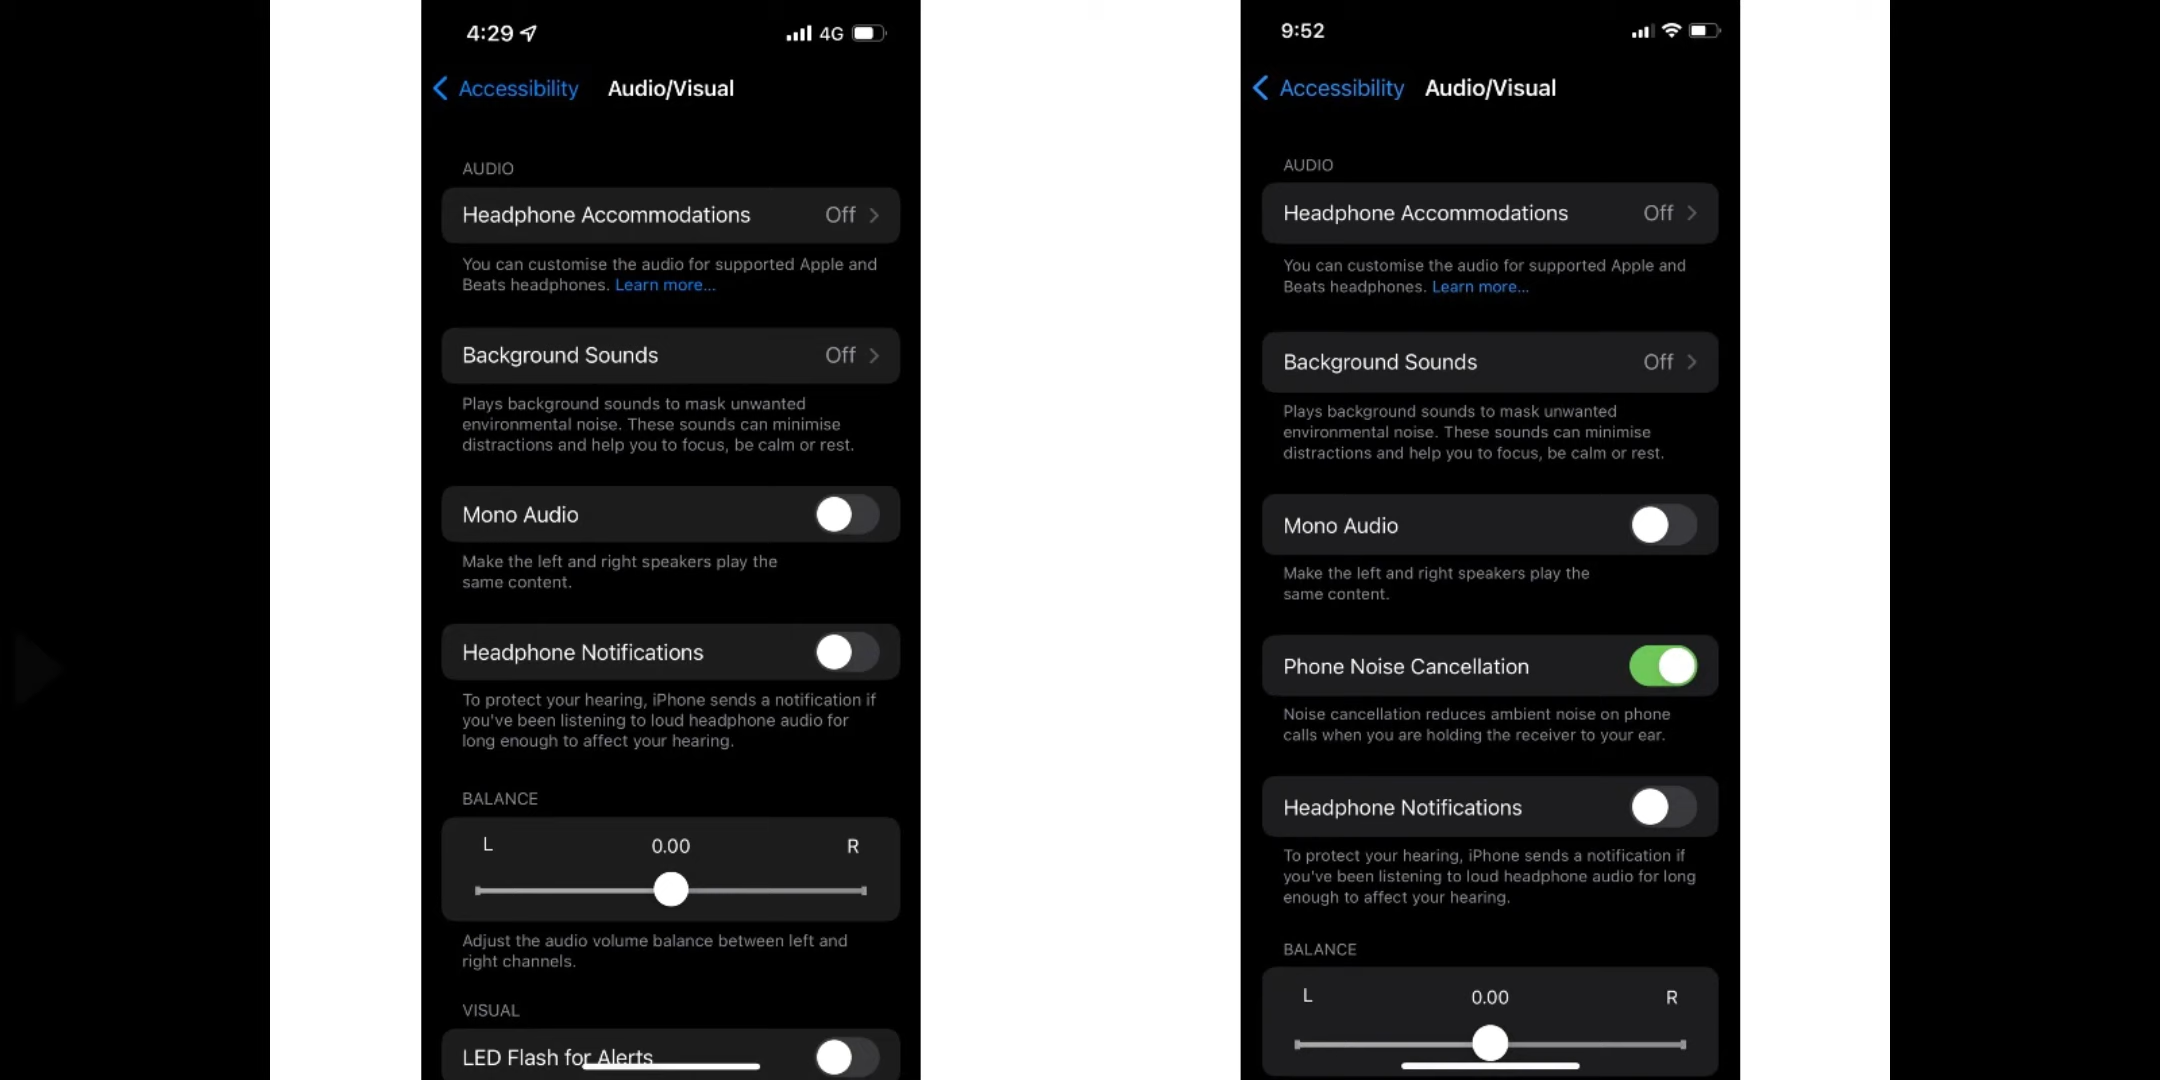 4:29
4G
Accessibility
Audio/Visual
AUDIO
Headphone Accommodations
Off
You can customise the audio for supported Apple and
Beats headphones. Learn more...
Background Sounds
Off
Plays background sounds to mask unwanted
environmental noise. These sounds can minimise
distractions and help you to focus, be calm or rest.
Mono Audio
Make the left and right speakers play the
same content.
Headphone Notifications
To protect your hearing, iPhone sends a notification if
you've been listening to loud headphone audio for
long enough to affect your hearing.
BALANCE
L 0.00 R
Adjust the audio volume balance between left and
right channels.
VISUAL
LED Flash for Alerts
9:52
Accessibility
Audio/Visual
AUDIO
Headphone Accommodations
Off
You can customise the audio for supported Apple and
Beats headphones. Learn more...
Background Sounds
Off
Plays background sounds to mask unwanted
environmental noise. These sounds can minimise
distractions and help you to focus, be calm or rest.
Mono Audio
Make the left and right speakers play the
same content.
Phone Noise Cancellation
Noise cancellation reduces ambient noise on phone
calls when you are holding the receiver to your ear.
Headphone Notifications
To protect your hearing, iPhone sends a notification if
you've been listening to loud headphone audio for long
enough to affect your hearing.
BALANCE
L 0.00 R